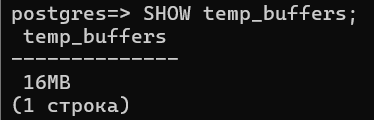 postgres=> SHOW temp_buffers;
 temp_buffers
--------------
 16MB
(1 строка)